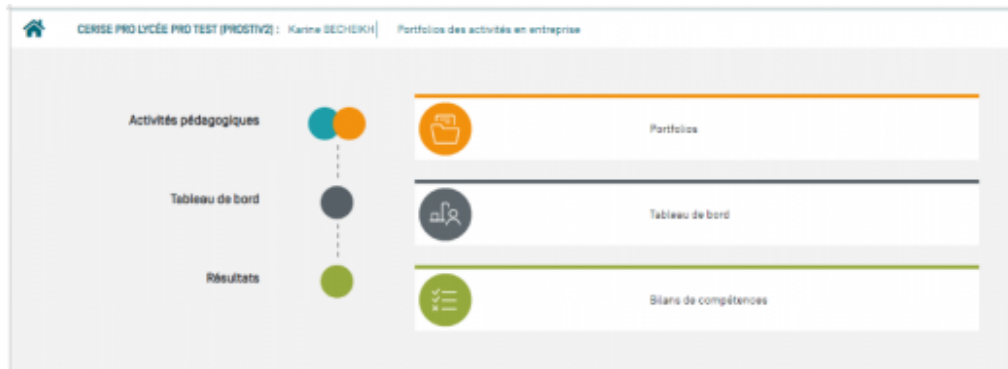 CERISE PRO LYCÉE PRO TEST (PROSTIV2) : Karine BECHEIKH Portfolios des activités en entreprise
Activités pédagogiques
Portfolios
Tableau de bord
Tableau de bord
Résultats
Bilans de compétences